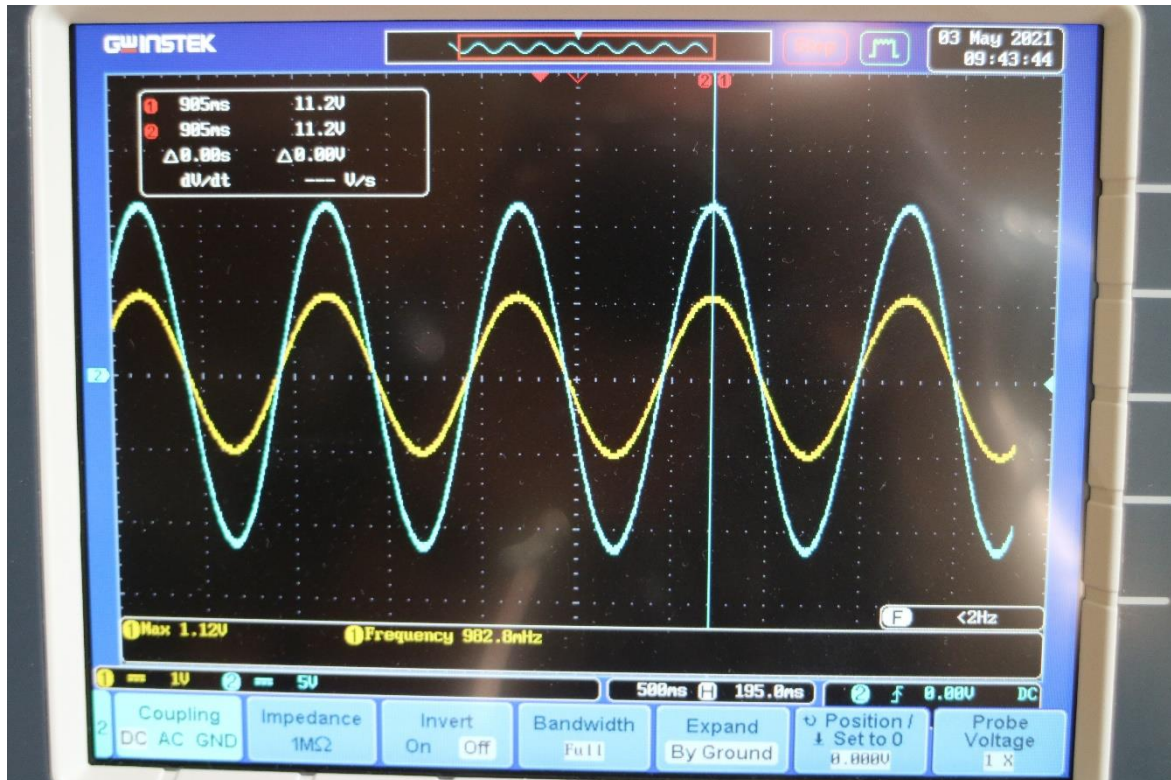 GWINSTEK
Stop
03 May 2021
09:43:44
2 1
1 905ms 11.2V
2 905ms 11.2V
Δ0.00s Δ0.00V
dV/dt --- V/s
2
F <2Hz
1 Max 1.12V 1 Frequency 982.8mHz
1 1V 2 5V 500ms H 195.0ms 2 0.00V DC
2
Coupling
DC AC GND
Impedance
1MΩ
Invert
On Off
Bandwidth
Full
Expand
By Ground
Position /
Set to 0
0.000V
Probe
Voltage
1 X